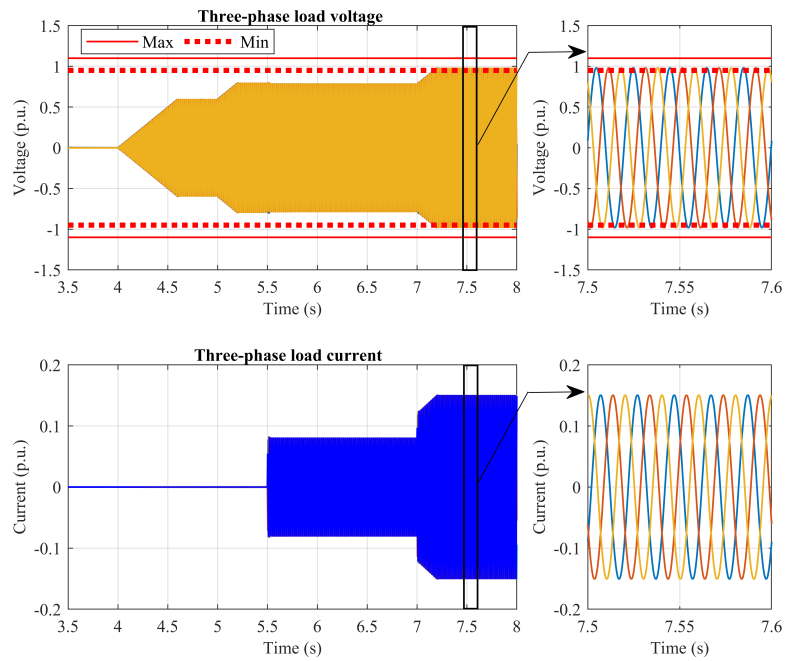 Three-phase load voltage
Max Min
Voltage (p.u.)
1.5
1
0.5
0
-0.5
-1
-1.5
3.5 4 4.5 5 5.5 6 6.5 7 7.5 8
Time (s)
Voltage (p.u.)
1.5
1
0.5
0
-0.5
-1
-1.5
7.5 7.55 7.6
Time (s)
Three-phase load current
Current (p.u.)
0.2
0.1
0
-0.1
-0.2
3.5 4 4.5 5 5.5 6 6.5 7 7.5 8
Time (s)
Current (p.u.)
0.2
0.1
0
-0.1
-0.2
7.5 7.55 7.6
Time (s)